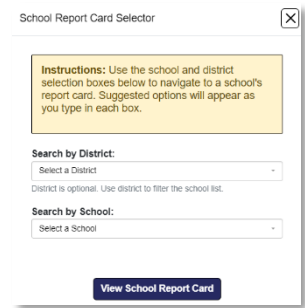 School Report Card Selector
Instructions: Use the school and district
selection boxes below to navigate to a school's
report card. Suggested options will appear as
you type in each box.
Search by District:
Select a District
District is optional. Use district to filter the school list.
Search by School:
Select a School
View School Report Card